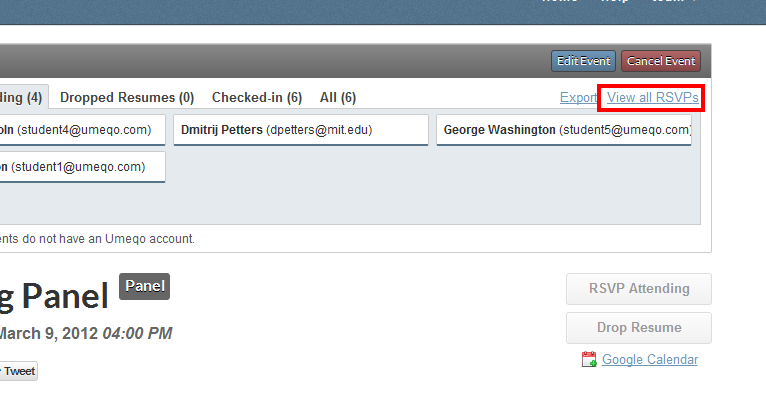 Edit Event Cancel Event
ding (4) Dropped Resumes (0) Checked-in (6) All (6) Export View all RSVPs
oln (student4@umeqo.com) Dmitrij Petters (dpetters@mit.edu) George Washington (student5@umeqo.com)
on (student1@umeqo.com)
ents do not have an Umeqo account.
g Panel Panel
March 9, 2012 04:00 PM
Tweet
RSVP Attending
Drop Resume
Google Calendar